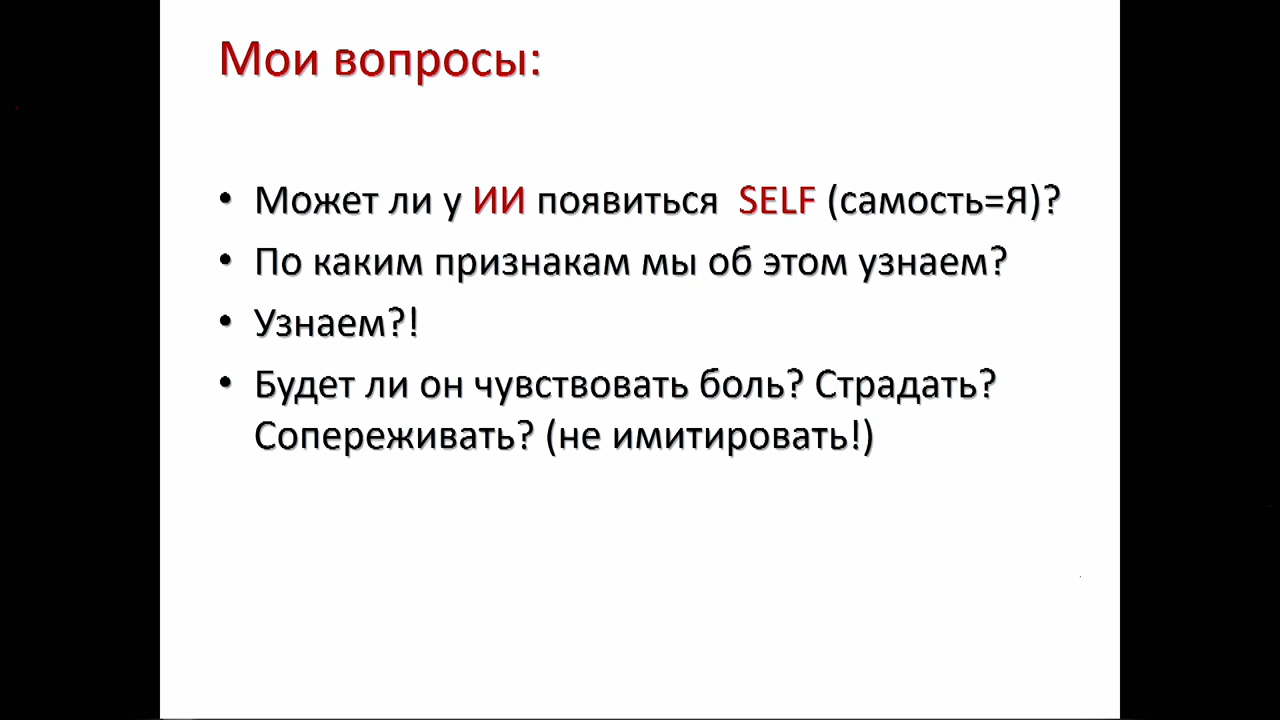 Мои вопросы:
• Может ли у ИИ появиться SELF (самость=Я)?
• По каким признакам мы об этом узнаем?
• Узнаем?!
• Будет ли он чувствовать боль? Страдать?
Сопереживать? (не имитировать!)